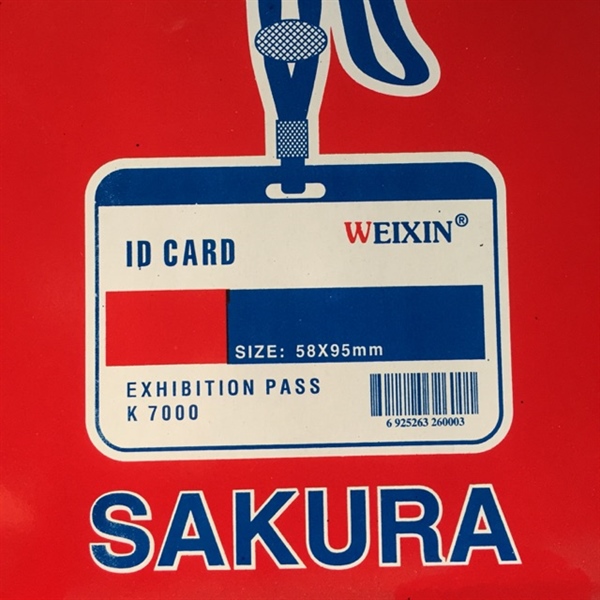 WEIXIN®
ID CARD
SIZE: 58X95mm
EXHIBITION PASS
K 7000
6 925263 260003
SAKURA